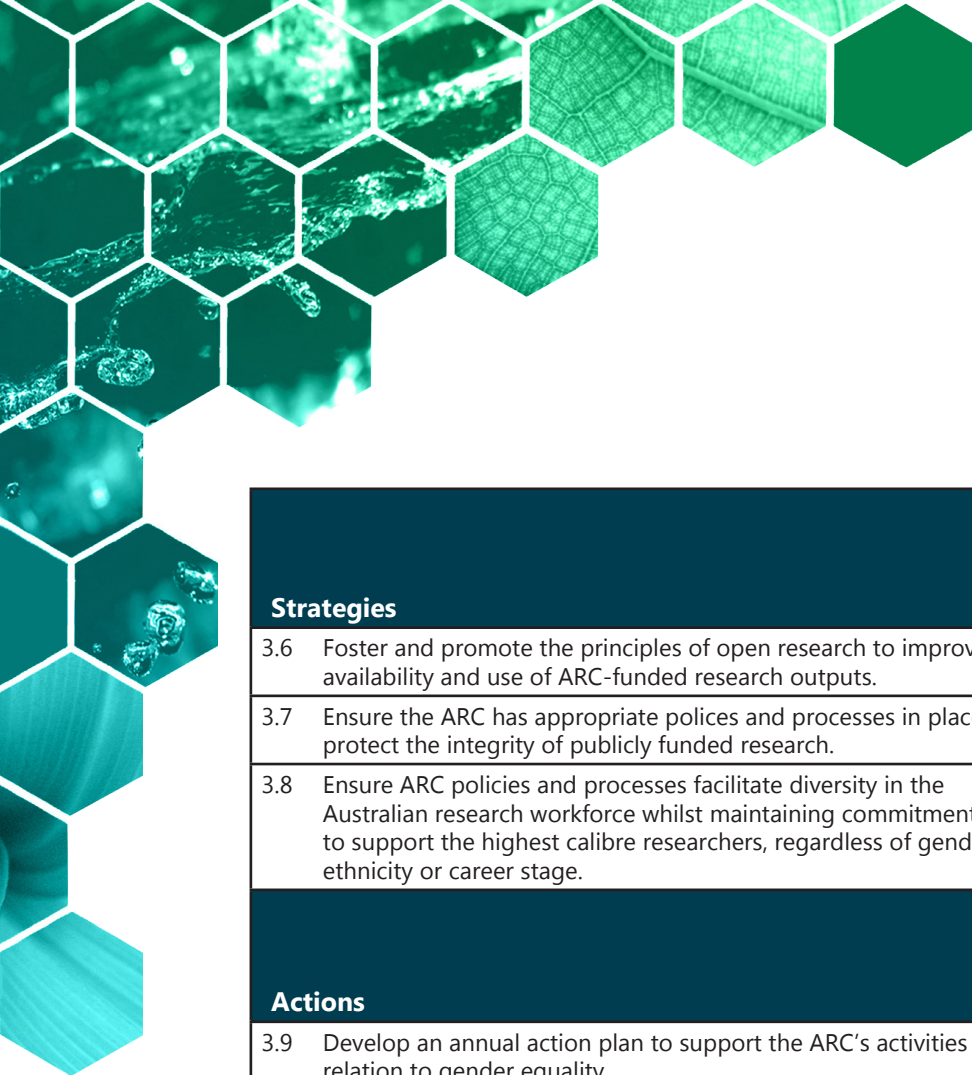 Strategies
3.6 Foster and promote the principles of open research to improv
availability and use of ARC-funded research outputs.
3.7 Ensure the ARC has appropriate polices and processes in plac
protect the integrity of publicly funded research.
3.8 Ensure ARC policies and processes facilitate diversity in the
Australian research workforce whilst maintaining commitment
to support the highest calibre researchers, regardless of gend
ethnicity or career stage.
Actions
3.9 Develop an annual action plan to support the ARC's activities
relation to gender equality